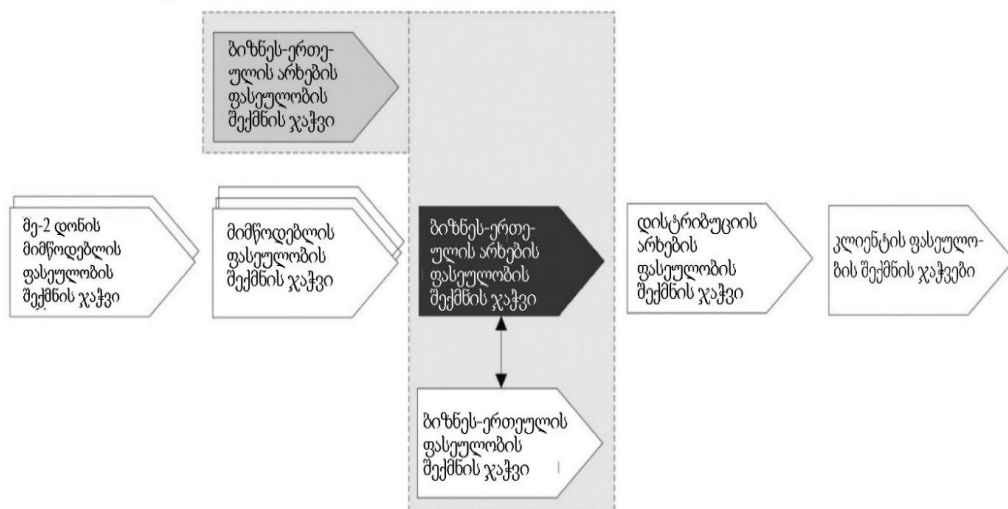 ბიზნეს-ერთე-
ულის არხების
ფასეულობის
შექმნის ჯაჭვი
მე-2 დონის
მიმწოდებლის
ფასეულობის
შექმნის ჯაჭვი
მიმწოდებლის
ფასეულობის
შექმნის ჯაჭვი
ბიზნეს-ერთე-
ულის არხების
ფასეულობის
შექმნის ჯაჭვი
დისტრიბუციის
არხების
ფასეულობის
შექმნის ჯაჭვი
კლიენტის ფასეულო-
ბის შექმნის ჯაჭვები
ბიზნეს-ერთეულის
ფასეულობის
შექმნის ჯაჭვი